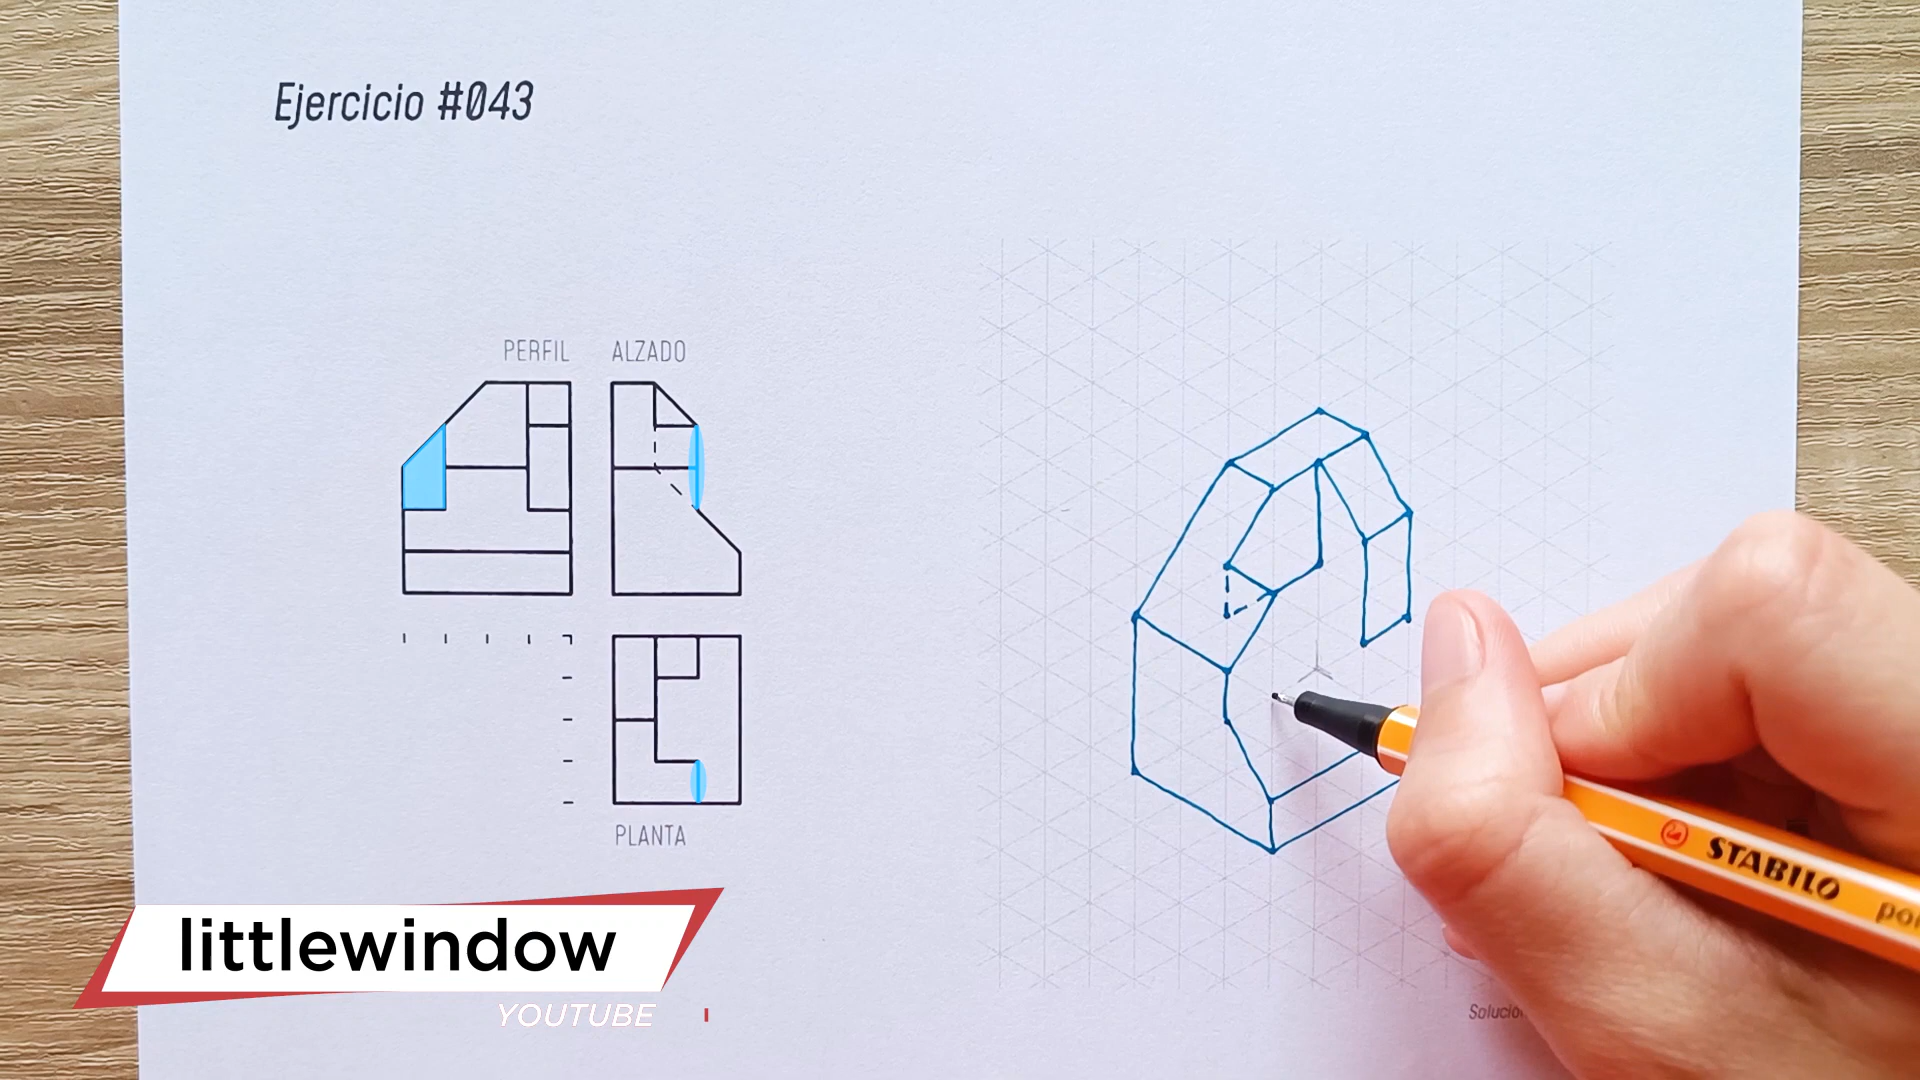 Ejercicio #043
PERFIL ALZADO
PLANTA
STABILO
littlewindow
YOUTUBE